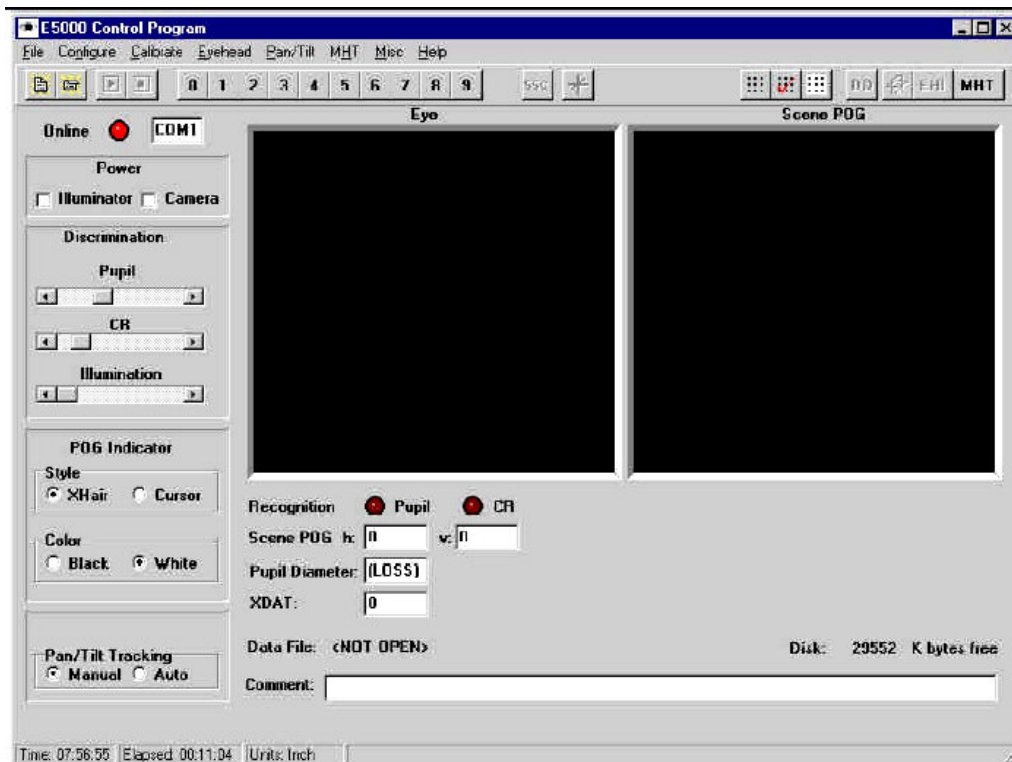 E5000 Control Program
File Configure Calibrate Eyehead Pan/Tilt MHT Misc Help
0 1 2 3 4 5 6 7 8 9 SSC DD EHI MHT
Online COM1
Eye
Scene POG
Power
Illuminator Camera
Discrimination
Pupil
CR
Illumination
POG Indicator
Style
XHair Cursor
Color
Black White
Pan/Tilt Tracking
Manual Auto
Recognition Pupil CR
Scene POG h: 0 v: 0
Pupil Diameter: (LOSS)
XDAT: 0
Data File: <NOT OPEN> Disk: 29552 K bytes free
Comment:
Time: 07:56:55 Elapsed: 00:11:04 Units: Inch